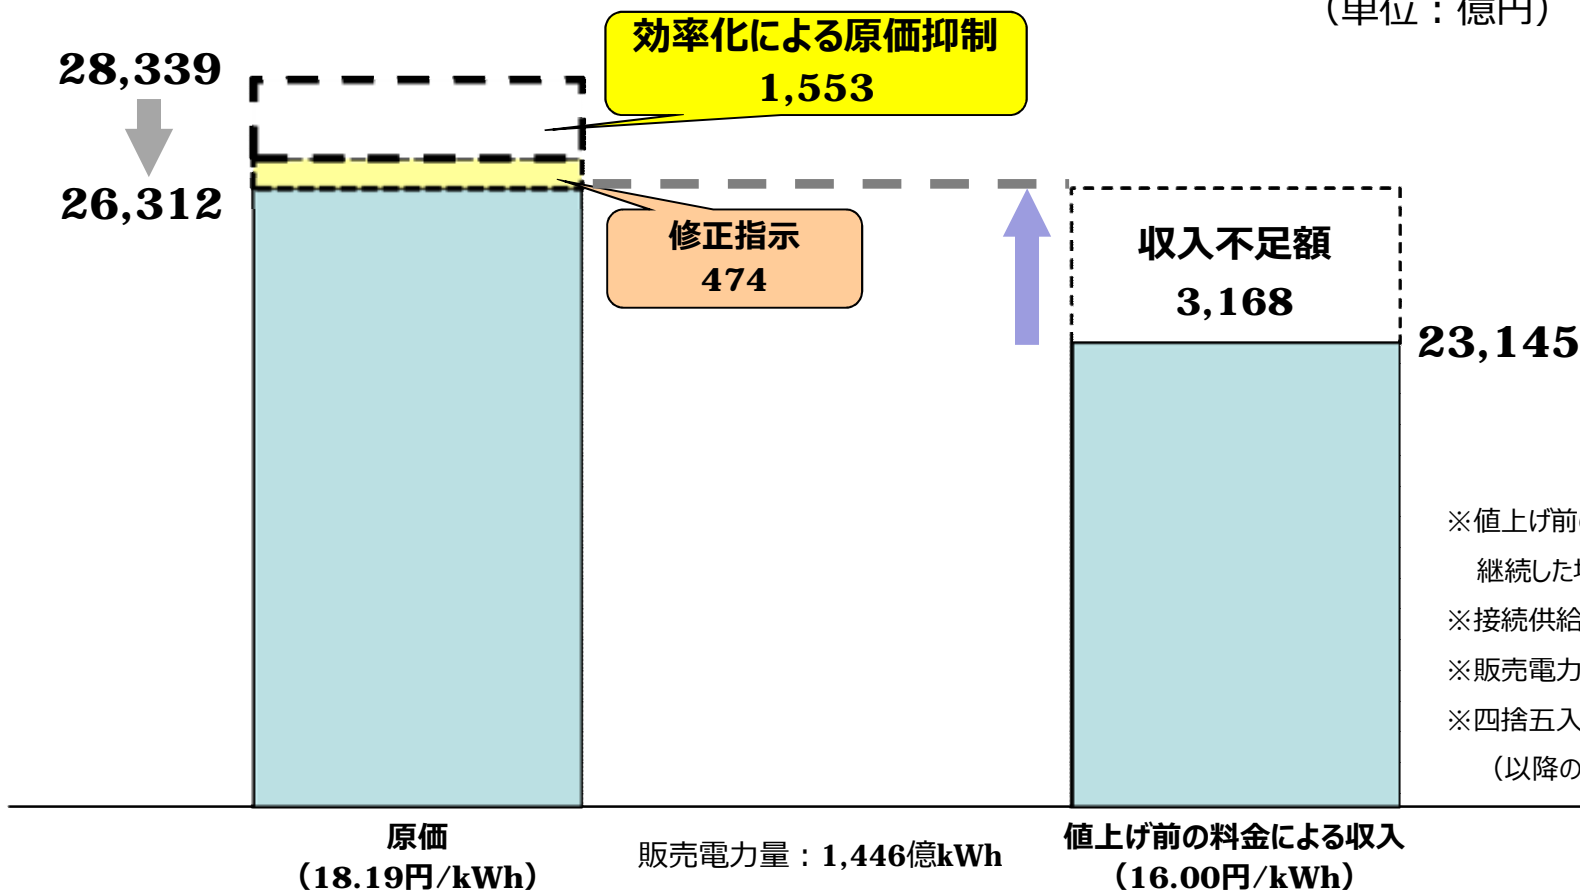 （単位：億円）
効率化による原価抑制
1,553
28,339
26,312
修正指示
474
収入不足額
3,168
23,145
※値上げ前
継続した
※接続供給
※販売電力
※四捨五入
（以降の
原価
（18.19円/kWh）
販売電力量：1,446億kWh
値上げ前の料金による収入
（16.00円/kWh）